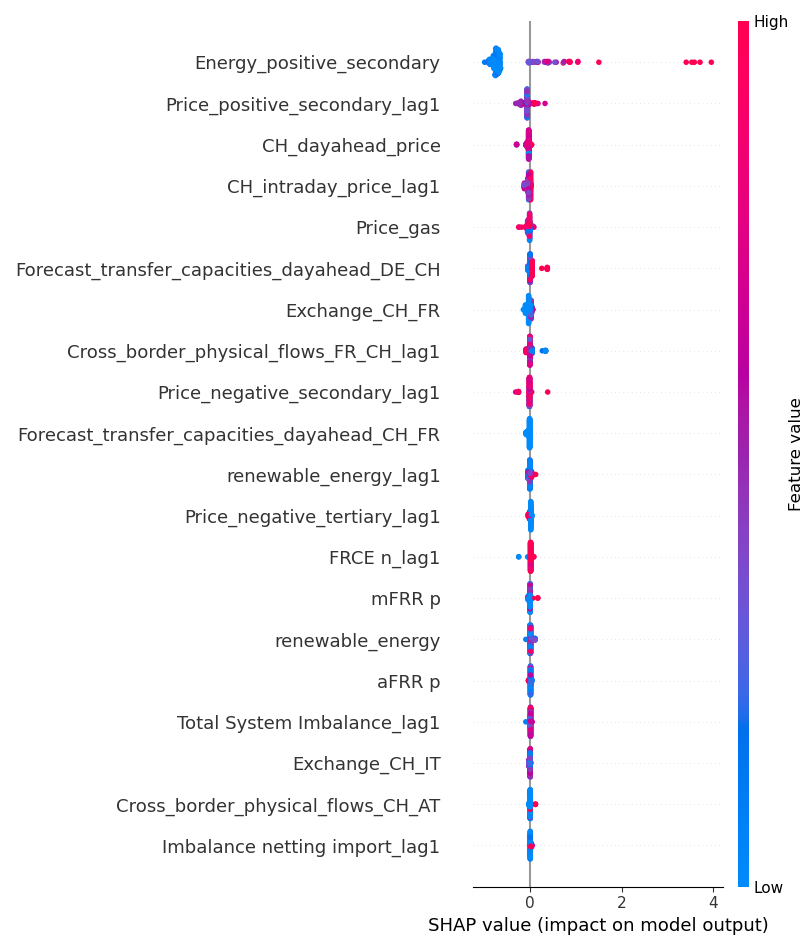 High
Energy_positive_secondary
Price_positive_secondary_lag1
CH_dayahead_price
CH_intraday_price_lag1
Price_gas
Forecast_transfer_capacities_dayahead_DE_CH
Exchange_CH_FR
Cross_border_physical_flows_FR_CH_lag1
Price_negative_secondary_lag1
Forecast_transfer_capacities_dayahead_CH_FR
renewable_energy_lag1
Price_negative_tertiary_lag1
FRCE n_lag1
mFRR p
renewable_energy
aFRR p
Total System Imbalance_lag1
Exchange_CH_IT
Cross_border_physical_flows_CH_AT
Imbalance netting import_lag1
Feature value
Low
0 2 4
SHAP value (impact on model output)